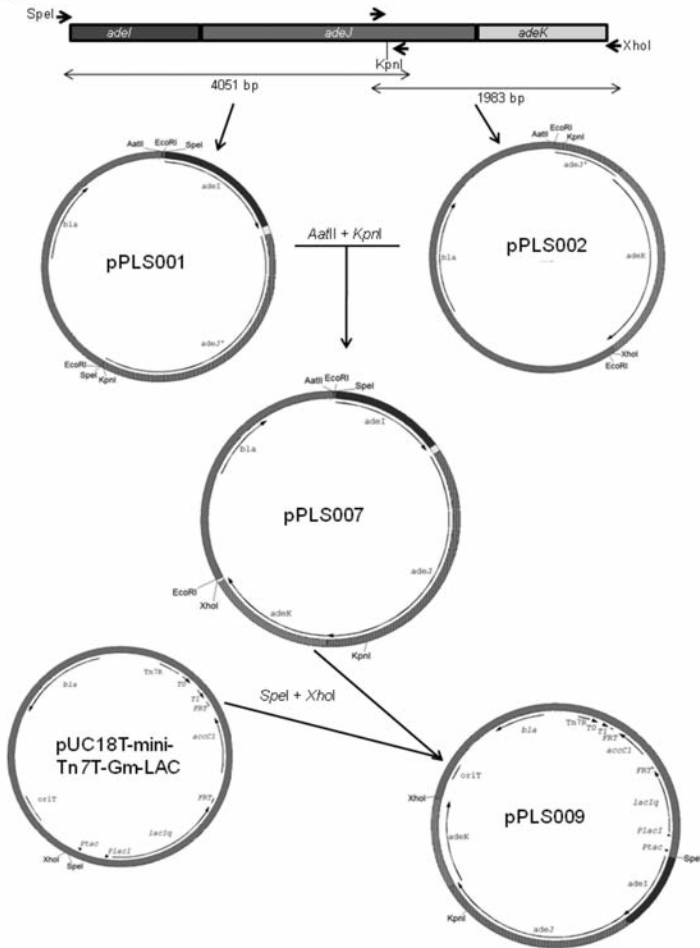 SpeI
adeI adeJ adeK
XhoI
KpnI
4051 bp
1983 bp
AatII EcoRI SpeI
adeI
bla
pPLS001
adeJ'
EcoRI
SpeI
KpnI
AatII + KpnI
AatII EcoRI KpnI
adeJ'
bla
pPLS002
adeK
XhoI
EcoRI
AatII EcoRI SpeI
adeI
bla
pPLS007
adeJ
EcoRI
XhoI
adeK
KpnI
SpeI + XhoI
Tn7R
T0
T1
FRT
bla
accC1
pUC18T-mini-
Tn7T-Gm-LAC
oriT
FRT
lacIq
Ptac
PlacI
XhoI
SpeI
Tn7R
T0
T1
FRT
bla
accC1
oriT
FRT
XhoI
lacIq
pPLS009
PlacI
Ptac
adeK
SpeI
adeI
KpnI
adeJ